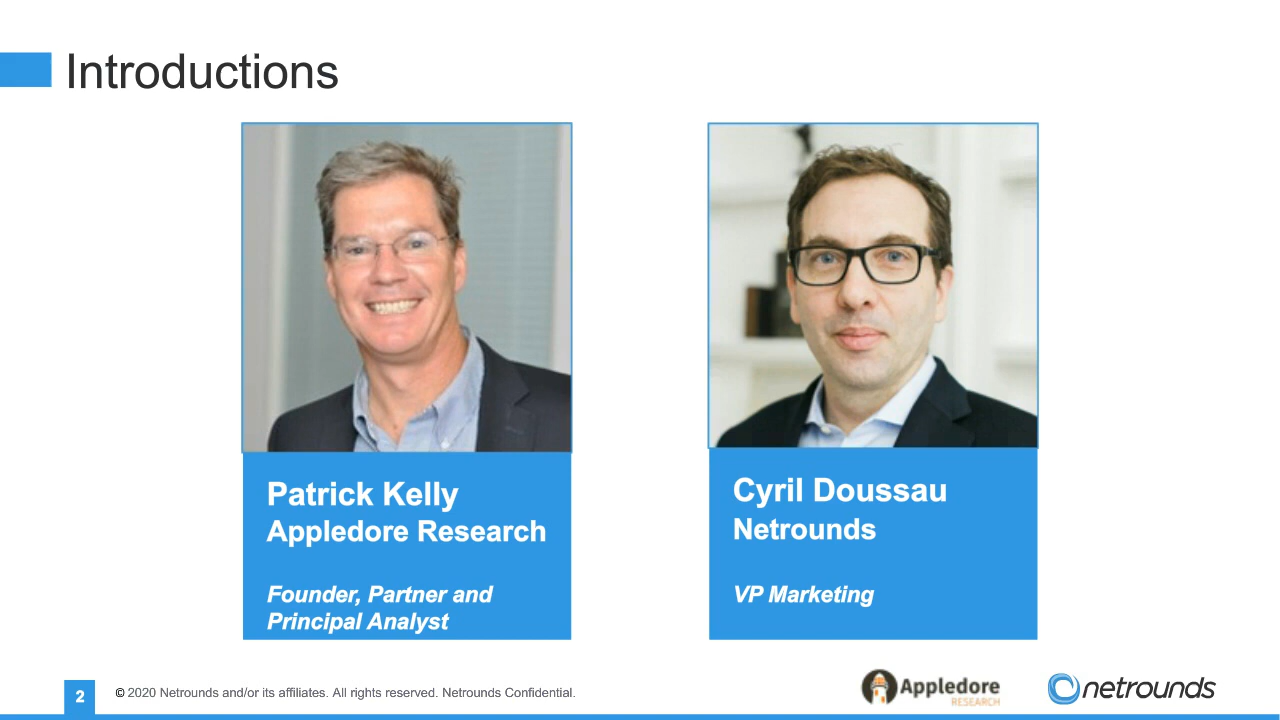 Introductions
Patrick Kelly
Appledore Research
Founder, Partner and
Principal Analyst
Cyril Doussau
Netrounds
VP Marketing
2
© 2020 Netrounds and/or its affiliates. All rights reserved. Netrounds Confidential.
Appledore
RESEARCH
netrounds